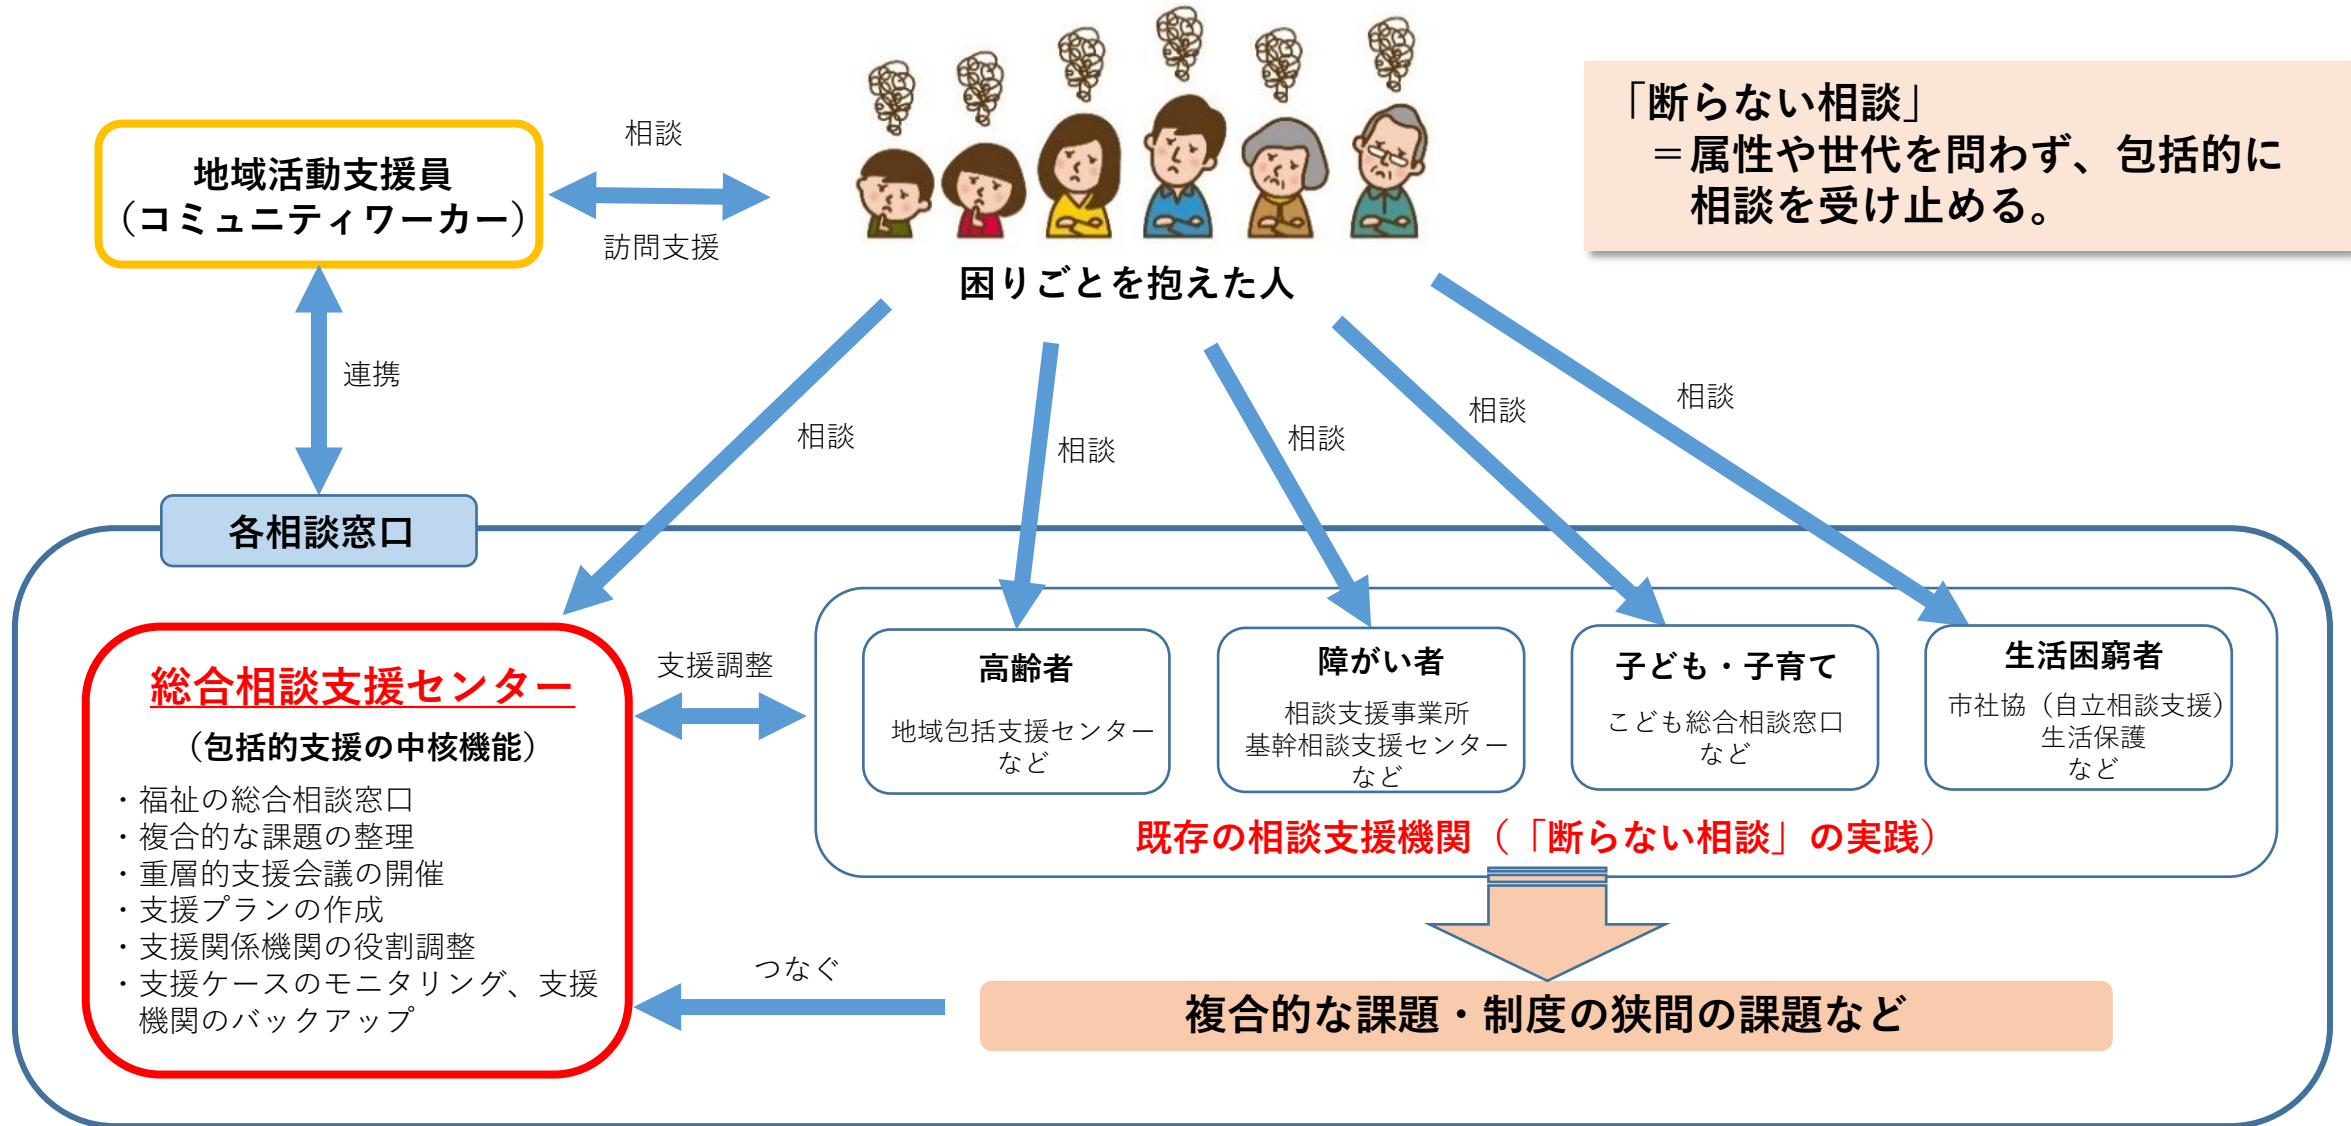 「断らない相談」
＝属性や世代を問わず、包括的に
相談を受け止める。
地域活動支援員
（コミュニティワーカー）
相談
訪問支援
困りごとを抱えた人
連携
相談
相談
相談
相談
相談
各相談窓口
総合相談支援センター
（包括的支援の中核機能）
・福祉の総合相談窓口
・複合的な課題の整理
・重層的支援会議の開催
・支援プランの作成
・支援関係機関の役割調整
・支援ケースのモニタリング、支援
機関のバックアップ
支援調整
高齢者
地域包括支援センター
など
障がい者
相談支援事業所
基幹相談支援センター
など
子ども・子育て
こども総合相談窓口
など
生活困窮者
市社協（自立相談支援）
生活保護
など
既存の相談支援機関（「断らない相談」の実践）
つなぐ
複合的な課題・制度の狭間の課題など